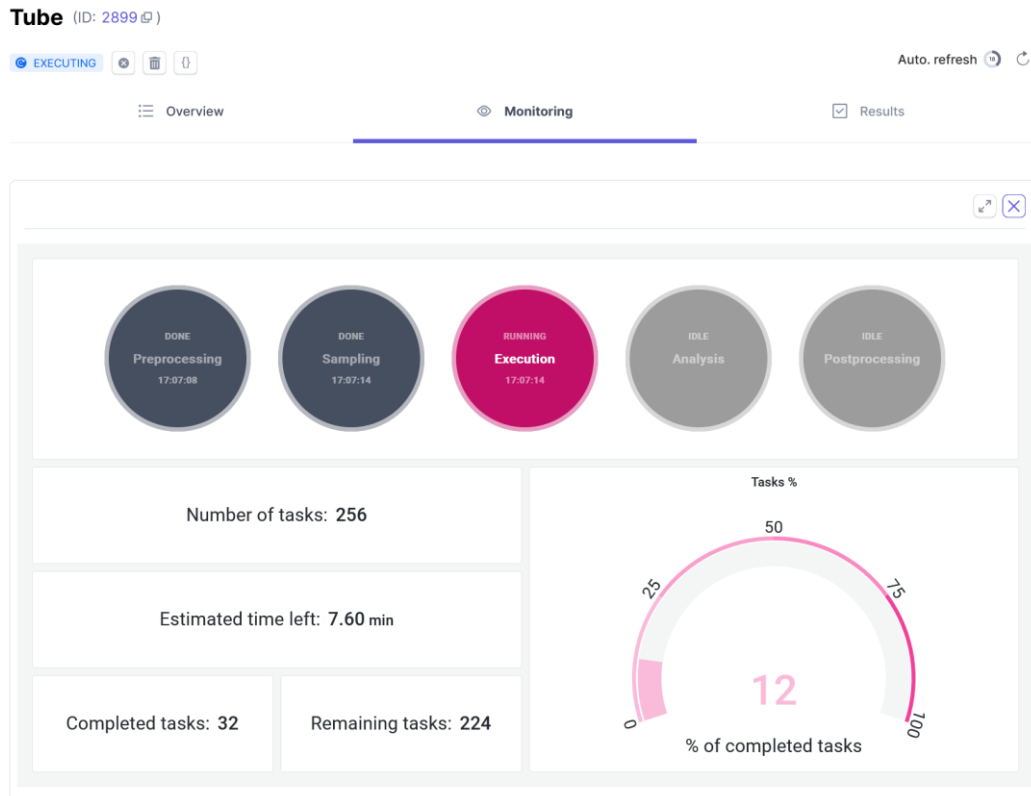 Tube (ID: 2899)
EXECUTING {} Auto. refresh 18
Overview Monitoring Results
DONE
Preprocessing
17:07:08
DONE
Sampling
17:07:14
RUNNING
Execution
17:07:14
IDLE
Analysis
IDLE
Postprocessing
Number of tasks: 256
Estimated time left: 7.60 min
Completed tasks: 32
Remaining tasks: 224
Tasks %
0
25
50
75
100
12
% of completed tasks